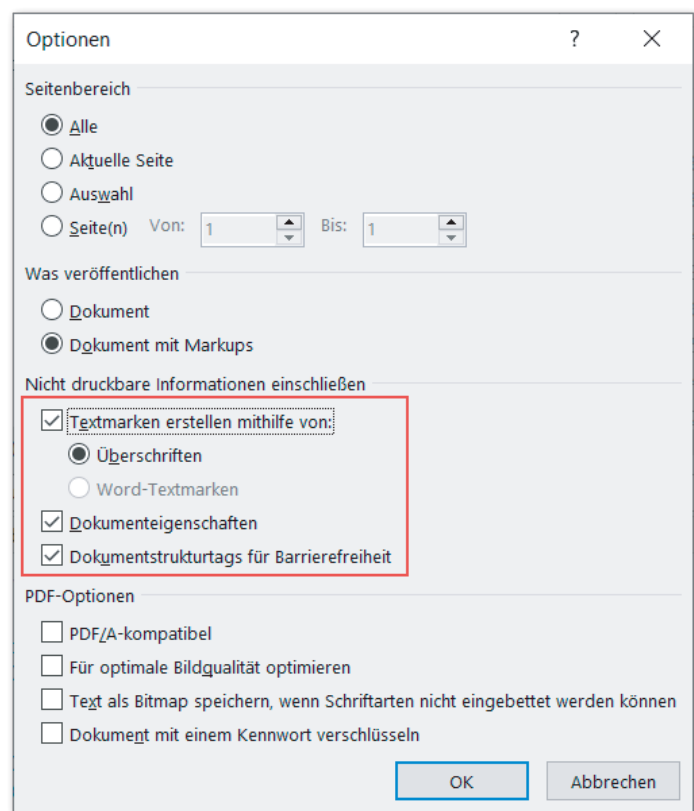 Optionen ?
Seitenbereich
Alle
Aktuelle Seite
Auswahl
Seite(n) Von: 1 Bis: 1
Was veröffentlichen
Dokument
Dokument mit Markups
Nicht druckbare Informationen einschließen
Textmarken erstellen mithilfe von:
Überschriften
Word-Textmarken
Dokumenteigenschaften
Dokumentstrukturtags für Barrierefreiheit
PDF-Optionen
PDF/A-kompatibel
Für optimale Bildqualität optimieren
Text als Bitmap speichern, wenn Schriftarten nicht eingebettet werden können
Dokument mit einem Kennwort verschlüsseln
OK Abbrechen